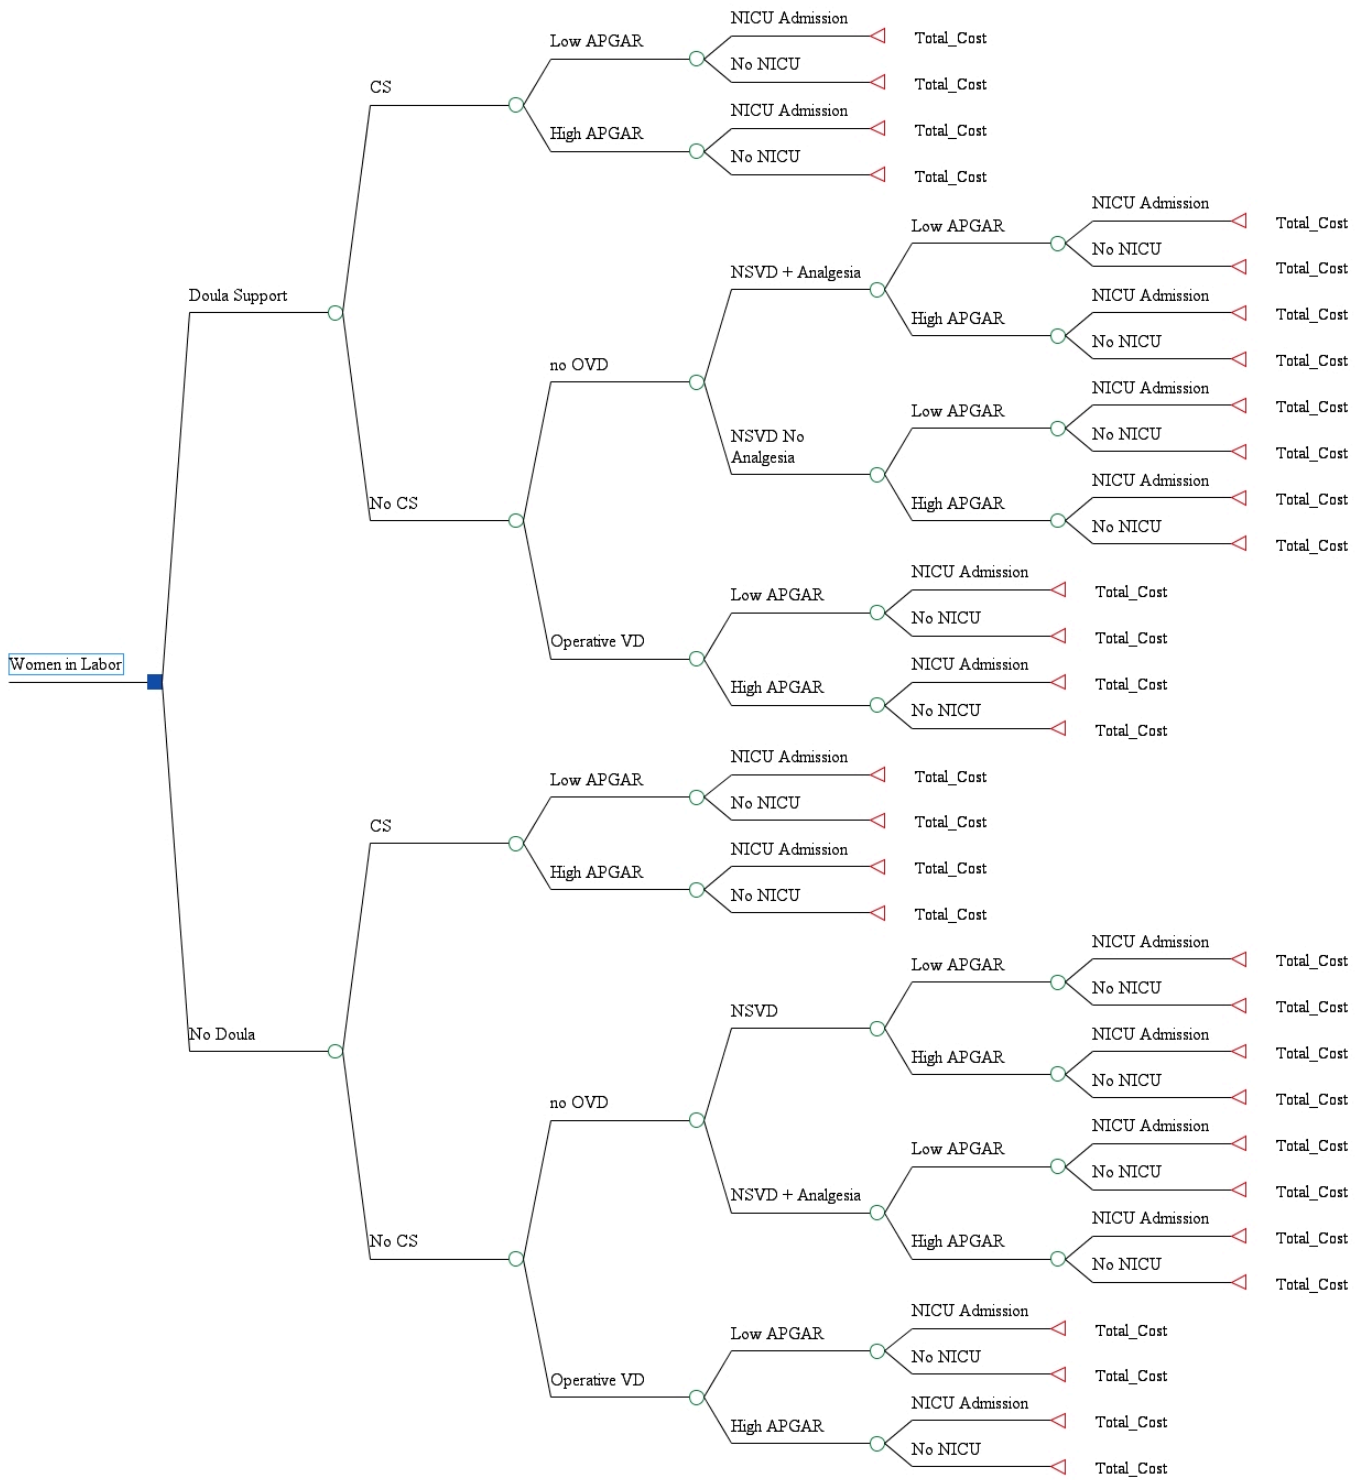 NICU Admission
Low APGAR
Total_Cost
No NICU
CS
Total_Cost
NICU Admission
High APGAR
Total_Cost
No NICU
Total_Cost
NICU Admission
Low APGAR
Total_Cost
No NICU
NSVD + Analgesia
Total_Cost
Doula Support
NICU Admission
High APGAR
Total_Cost
No NICU
no OVD
Total_Cost
NICU Admission
Low APGAR
Total_Cost
NSVD No
Analgesia
No NICU
Total_Cost
NICU Admission
No CS
High APGAR
Total_Cost
No NICU
Total_Cost
NICU Admission
Low APGAR
Total_Cost
No NICU
Operative VD
Total_Cost
Women in Labor
NICU Admission
High APGAR
Total_Cost
No NICU
Total_Cost
NICU Admission
Low APGAR
Total_Cost
No NICU
CS
Total_Cost
NICU Admission
High APGAR
Total_Cost
No NICU
Total_Cost
NICU Admission
Low APGAR
Total_Cost
No NICU
NSVD
Total_Cost
No Doula
NICU Admission
High APGAR
Total_Cost
No NICU
no OVD
Total_Cost
NICU Admission
Low APGAR
Total_Cost
No NICU
NSVD + Analgesia
Total_Cost
NICU Admission
No CS
High APGAR
Total_Cost
No NICU
Total_Cost
NICU Admission
Low APGAR
Total_Cost
No NICU
Operative VD
Total_Cost
NICU Admission
High APGAR
Total_Cost
No NICU
Total_Cost